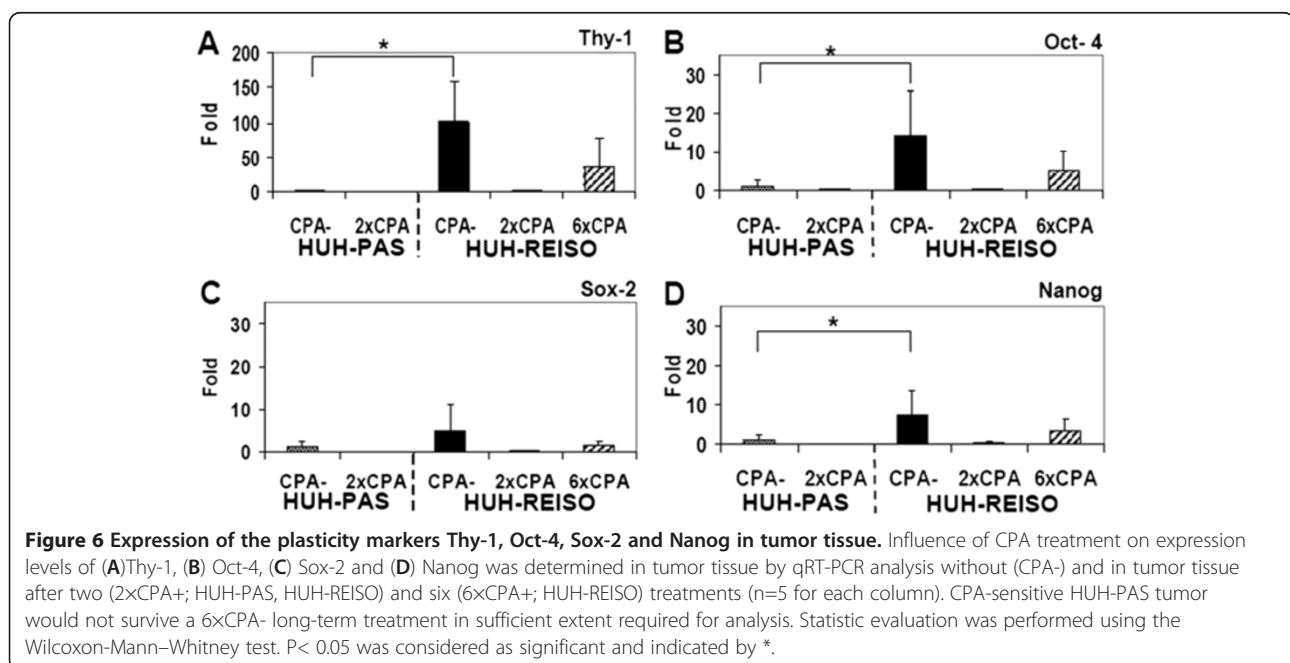 A
Thy-1
*
200
150
100
50
0
Fold
CPA- 2xCPA CPA- 2xCPA 6xCPA
HUH-PAS HUH-REISO
B
Oct- 4
*
30
20
10
0
Fold
CPA- 2xCPA CPA- 2xCPA 6xCPA
HUH-PAS HUH-REISO
C
Sox-2
30
20
10
0
Fold
CPA- 2xCPA CPA- 2xCPA 6xCPA
HUH-PAS HUH-REISO
D
Nanog
*
30
20
10
0
Fold
CPA- 2xCPA CPA- 2xCPA 6xCPA
HUH-PAS HUH-REISO
Figure 6 Expression of the plasticity markers Thy-1, Oct-4, Sox-2 and Nanog in tumor tissue. Influence of CPA treatment on expression
levels of (A)Thy-1, (B) Oct-4, (C) Sox-2 and (D) Nanog was determined in tumor tissue by qRT-PCR analysis without (CPA-) and in tumor tissue
after two (2×CPA+; HUH-PAS, HUH-REISO) and six (6×CPA+; HUH-REISO) treatments (n=5 for each column). CPA-sensitive HUH-PAS tumor
would not survive a 6×CPA- long-term treatment in sufficient extent required for analysis. Statistic evaluation was performed using the
Wilcoxon-Mann–Whitney test. P< 0.05 was considered as significant and indicated by *.